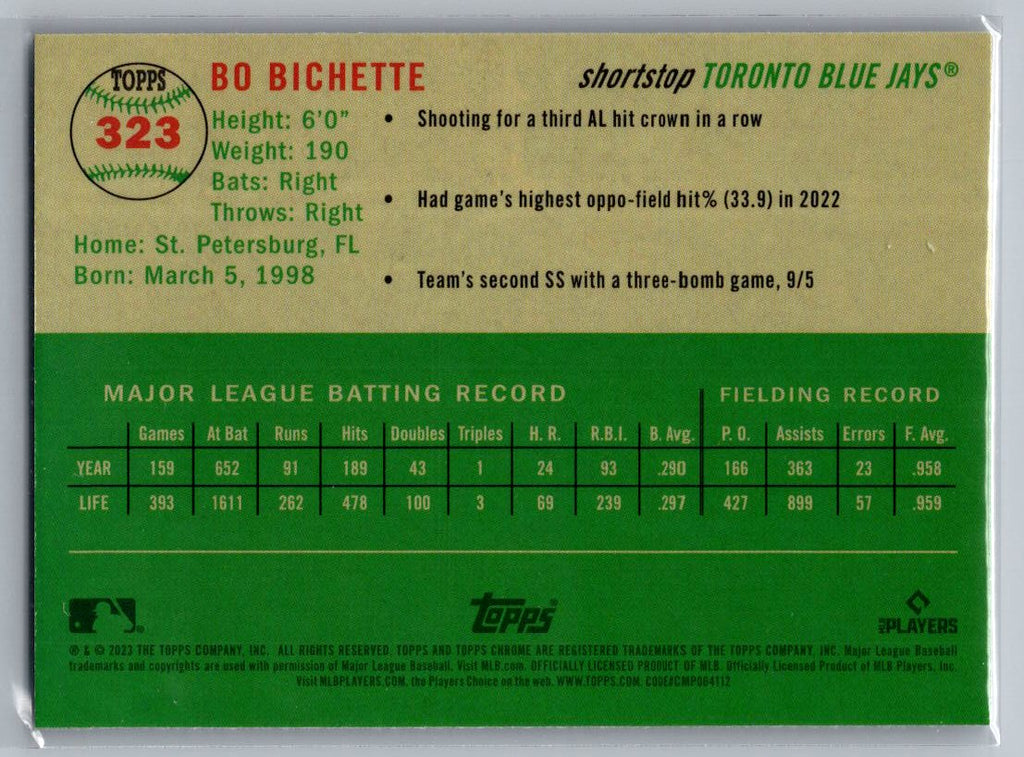 TOPPS
323
BO BICHETTE
shortstop TORONTO BLUE JAYS®
Height: 6'0"
Weight: 190
Bats: Right
Throws: Right
Home: St. Petersburg, FL
Born: March 5, 1998
• Shooting for a third AL hit crown in a row
• Had game's highest oppo-field hit% (33.9) in 2022
• Team's second SS with a three-bomb game, 9/5
MAJOR LEAGUE BATTING RECORD FIELDING RECORD
Games At Bat Runs Hits Doubles Triples H. R. R.B.I. B. Avg. P. O. Assists Errors F. Avg.
YEAR 159 652 91 189 43 1 24 93 .290 166 363 23 .958
LIFE 393 1611 262 478 100 3 69 239 .297 427 899 57 .959
Topps®
MLB PLAYERS
® & © 2023 THE TOPPS COMPANY, INC. ALL RIGHTS RESERVED. TOPPS AND TOPPS CHROME ARE REGISTERED TRADEMARKS OF THE TOPPS COMPANY, INC. Major League Baseball
trademarks and copyrights are used with permission of Major League Baseball. Visit MLB.com. OFFICIALLY LICENSED PRODUCT OF MLB. Officially Licensed Product of MLB Players, Inc.
Visit MLBPLAYERS.COM, the Players Choice on the web. WWW.TOPPS.COM. CODE#CMP064112